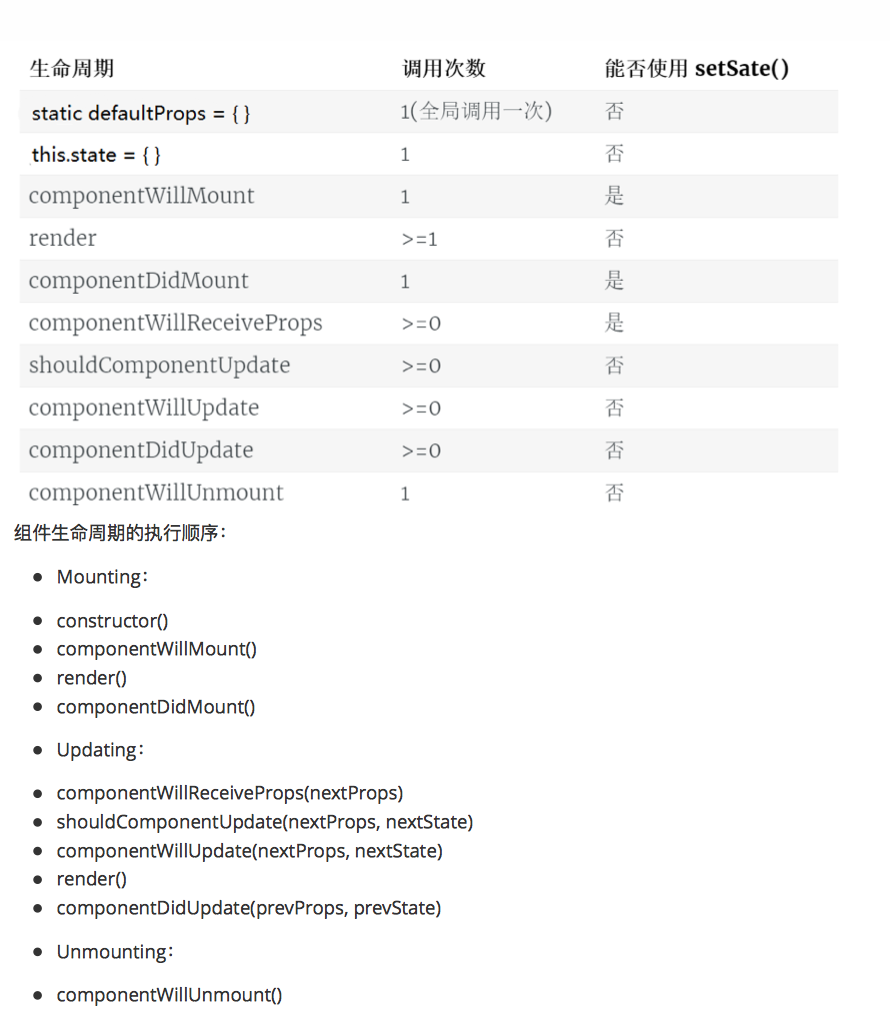 生命周期 调用次数 能否使用 setSate()
static defaultProps = { } 1(全局调用一次) 否
this.state = { } 1 否
componentWillMount 1 是
render >=1 否
componentDidMount 1 是
componentWillReceiveProps >=0 是
shouldComponentUpdate >=0 否
componentWillUpdate >=0 否
componentDidUpdate >=0 否
componentWillUnmount 1 否
组件生命周期的执行顺序：
• Mounting：
• constructor()
• componentWillMount()
• render()
• componentDidMount()
• Updating：
• componentWillReceiveProps(nextProps)
• shouldComponentUpdate(nextProps, nextState)
• componentWillUpdate(nextProps, nextState)
• render()
• componentDidUpdate(prevProps, prevState)
• Unmounting：
• componentWillUnmount()